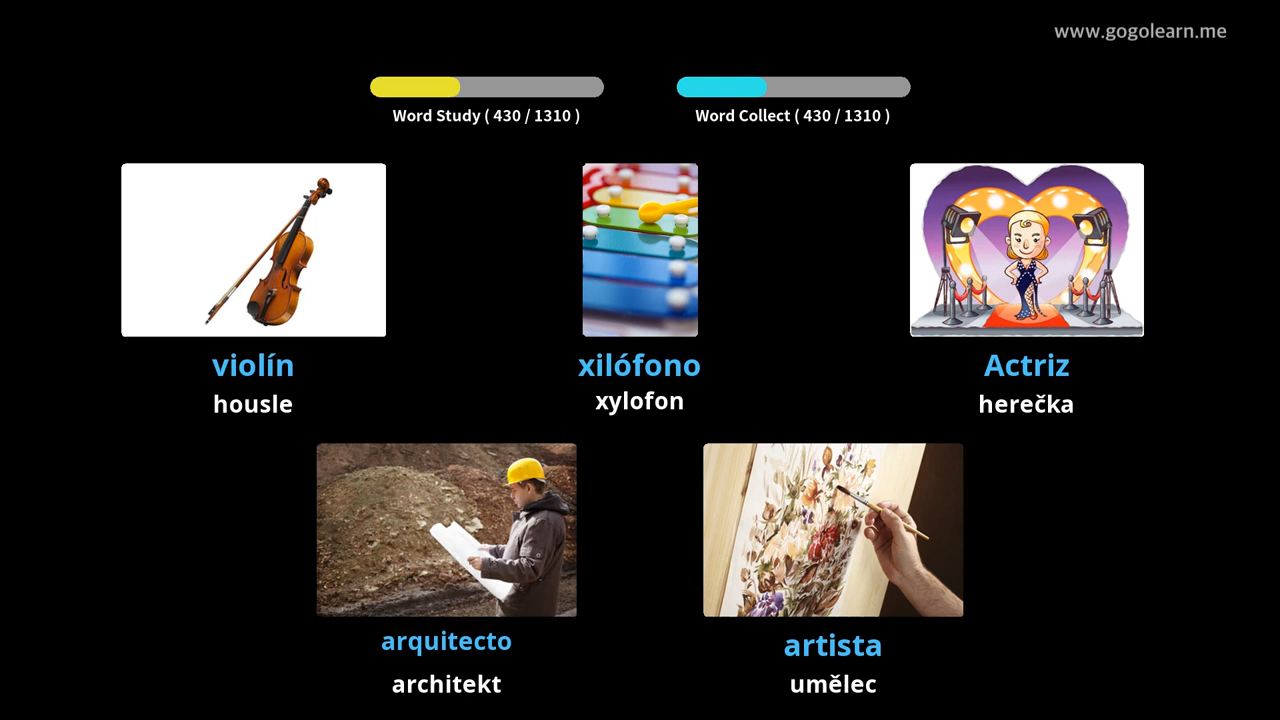 www.gogolearn.me
Word Study ( 430 / 1310 )
Word Collect ( 430 / 1310 )
violín
xilófono
Actriz
housle
xylofon
herečka
arquitecto
artista
architekt
umělec